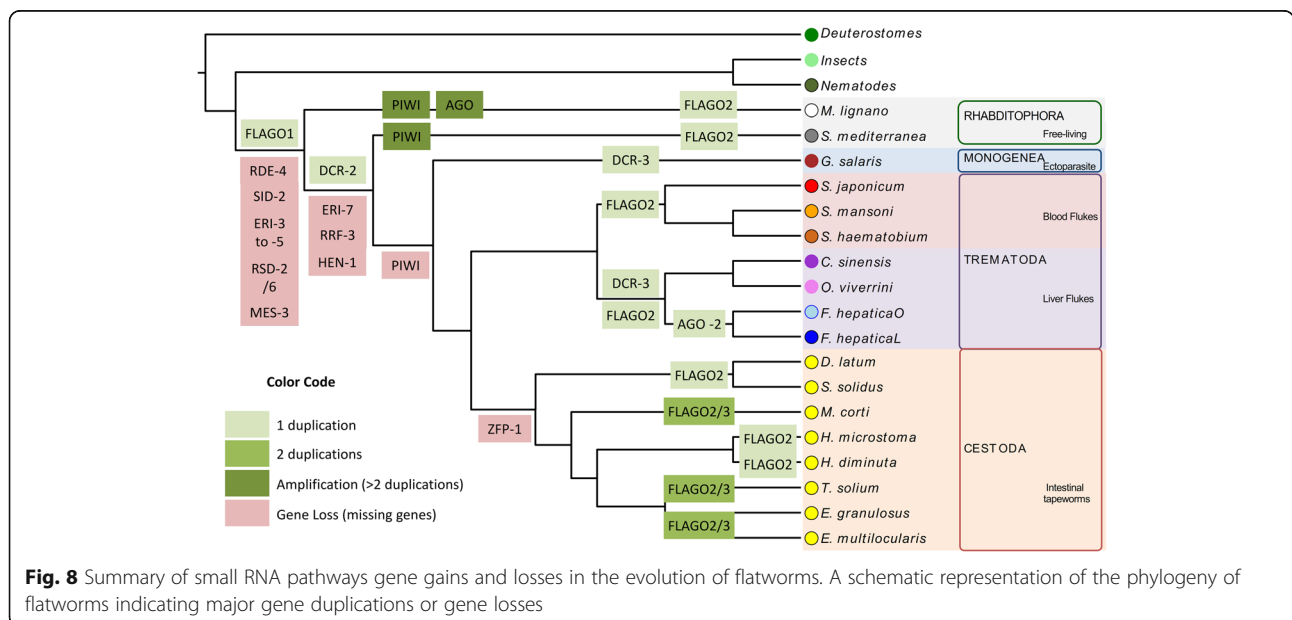 Deuterostomes
Insects
Nematodes
PIWI
AGO
FLAGO2
M. lignano
RHABDITOPHORA
Free-living
FLAGO1
PIWI
FLAGO2
S. mediterranea
RDE-4
SID-2
ERI-3
to -5
RSD-2
/6
MES-3
DCR-2
ERI-7
RRF-3
HEN-1
DCR-3
G. salaris
MONOGENEA
Ectoparasite
PIWI
FLAGO2
S. japonicum
S. mansoni
S. haematobium
Blood Flukes
TREMATODA
DCR-3
FLAGO2
AGO -2
C. sinensis
O. viverrini
F. hepaticaO
F. hepaticaL
Liver Flukes
ZFP-1
FLAGO2
D. latum
S. solidus
FLAGO2/3
M. corti
FLAGO2
H. microstoma
FLAGO2
H. diminuta
FLAGO2/3
T. solium
FLAGO2/3
E. granulosus
E. multilocularis
CESTODA
Intestinal
tapeworms
Color Code
1 duplication
2 duplications
Amplification (>2 duplications)
Gene Loss (missing genes)
Fig. 8 Summary of small RNA pathways gene gains and losses in the evolution of flatworms. A schematic representation of the phylogeny of
flatworms indicating major gene duplications or gene losses